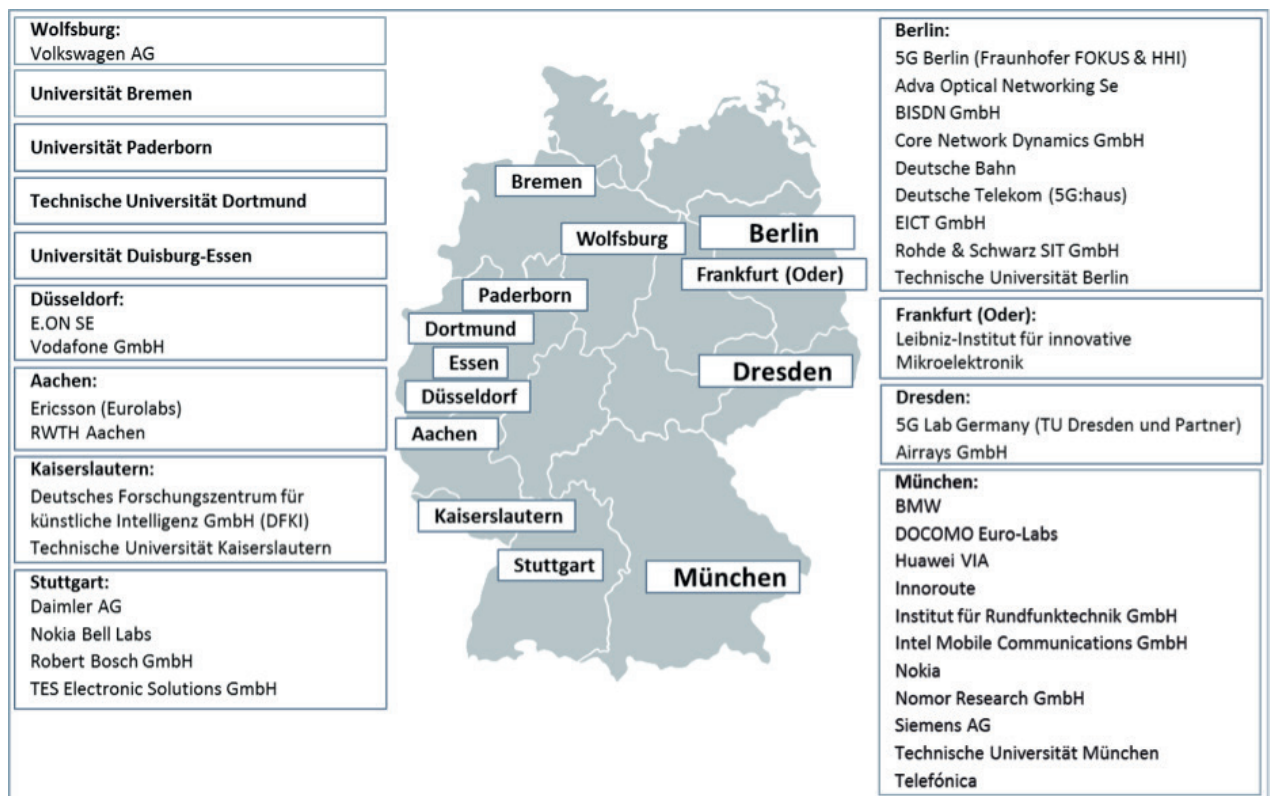 Wolfsburg:
Volkswagen AG
Universität Bremen
Universität Paderborn
Technische Universität Dortmund
Universität Duisburg-Essen
Düsseldorf:
E.ON SE
Vodafone GmbH
Aachen:
Ericsson (Eurolabs)
RWTH Aachen
Kaiserslautern:
Deutsches Forschungszentrum für
künstliche Intelligenz GmbH (DFKI)
Technische Universität Kaiserslautern
Stuttgart:
Daimler AG
Nokia Bell Labs
Robert Bosch GmbH
TES Electronic Solutions GmbH
Bremen
Wolfsburg
Berlin
Frankfurt (Oder)
Paderborn
Dortmund
Essen
Dresden
Düsseldorf
Aachen
Kaiserslautern
Stuttgart
München
Berlin:
5G Berlin (Fraunhofer FOKUS & HHI)
Adva Optical Networking Se
BISDN GmbH
Core Network Dynamics GmbH
Deutsche Bahn
Deutsche Telekom (5G:haus)
EICT GmbH
Rohde & Schwarz SIT GmbH
Technische Universität Berlin
Frankfurt (Oder):
Leibniz-Institut für innovative
Mikroelektronik
Dresden:
5G Lab Germany (TU Dresden und Partner)
Airrays GmbH
München:
BMW
DOCOMO Euro-Labs
Huawei VIA
Innoroute
Institut für Rundfunktechnik GmbH
Intel Mobile Communications GmbH
Nokia
Nomor Research GmbH
Siemens AG
Technische Universität München
Telefónica